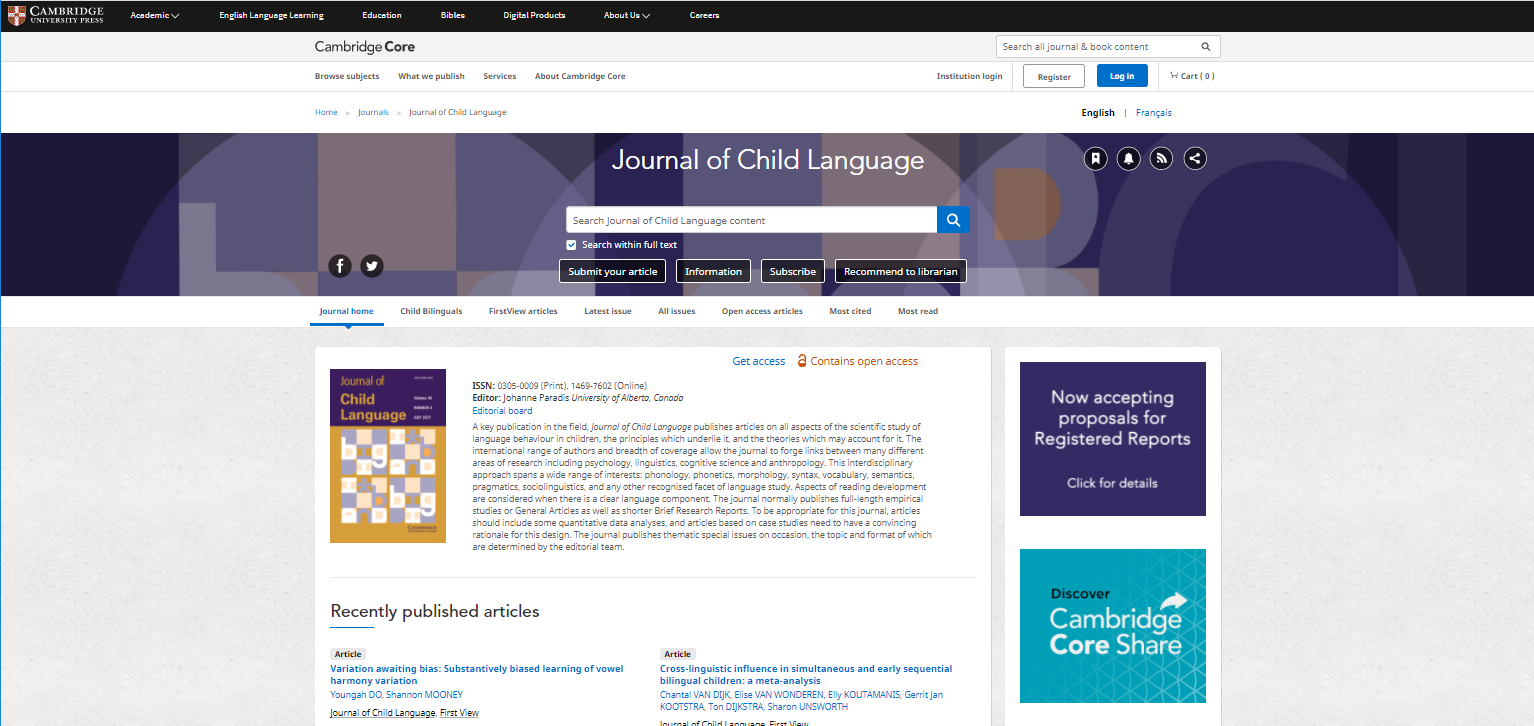 CAMBRIDGE
UNIVERSITY PRESS
Academic
English Language Learning
Education
Bibles
Digital Products
About Us
Careers
Cambridge Core
Search all journal & book content
Browse subjects
What we publish
Services
About Cambridge Core
Institution login
Register
Log in
Cart ( 0 )
Home > Journals > Journal of Child Language
English | Français
Journal of Child Language
Search Journal of Child Language content
Search within full text
Submit your article
Information
Subscribe
Recommend to librarian
Journal home
Child Bilinguals
FirstView articles
Latest issue
All issues
Open access articles
Most cited
Most read
Get access
Contains open access
Journal of
Child
Language
CAMBRIDGE
ISSN: 0305-0009 (Print), 1469-7602 (Online)
Editor: Johanne Paradis University of Alberta, Canada
Editorial board
A key publication in the field, Journal of Child Language publishes articles on all aspects of the scientific study of
language behaviour in children, the principles which underlie it, and the theories which may account for it. The
international range of authors and breadth of coverage allow the journal to forge links between many different
areas of research including psychology, linguistics, cognitive science and anthropology. This interdisciplinary
approach spans a wide range of interests: phonology, phonetics, morphology, syntax, vocabulary, semantics,
pragmatics, sociolinguistics, and any other recognised facet of language study. Aspects of reading development
are considered when there is a clear language component. The journal normally publishes full-length empirical
studies or General Articles as well as shorter Brief Research Reports. To be appropriate for this journal, articles
should include some quantitative data analyses, and articles based on case studies need to have a convincing
rationale for this design. The journal publishes thematic special issues on occasion, the topic and format of which
are determined by the editorial team.
Now accepting
proposals for
Registered Reports
Click for details
Discover
Cambridge
Core Share
Recently published articles
Article
Variation awaiting bias: Substantively biased learning of vowel
harmony variation
Youngah DO, Shannon MOONEY
Journal of Child Language, First View
Article
Cross-linguistic influence in simultaneous and early sequential
bilingual children: a meta-analysis
Chantal VAN DIJK, Elise VAN WONDEREN, Elly KOUTAMANIS, Gerrit Jan
KOOTSTRA, Ton DIJKSTRA, Sharon UNSWORTH
Journal of Child Language, First View